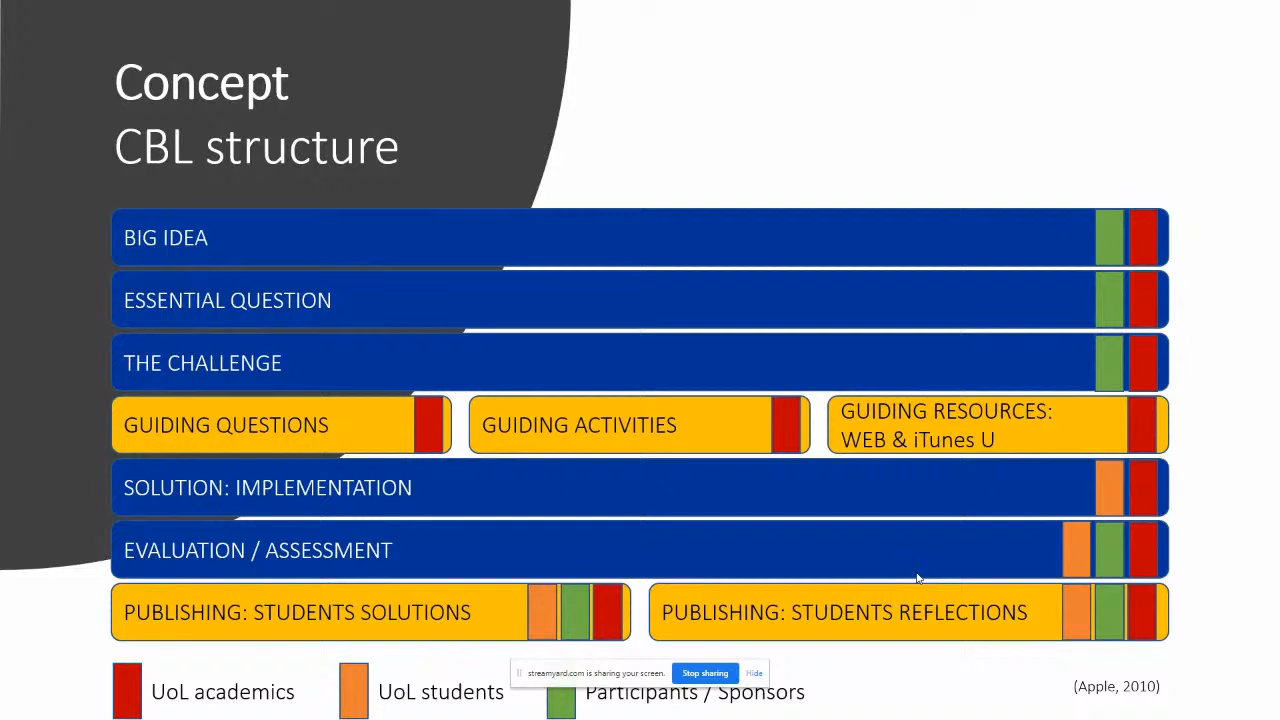 Concept
CBL structure
BIG IDEA
ESSENTIAL QUESTION
THE CHALLENGE
GUIDING QUESTIONS
GUIDING ACTIVITIES
GUIDING RESOURCES:
WEB & iTunes U
SOLUTION: IMPLEMENTATION
EVALUATION / ASSESSMENT
PUBLISHING: STUDENTS SOLUTIONS
PUBLISHING: STUDENTS REFLECTIONS
streamyard.com is sharing your screen.
Stop sharing
Hide
UoL academics
UoL students
Participants / Sponsors
(Apple, 2010)